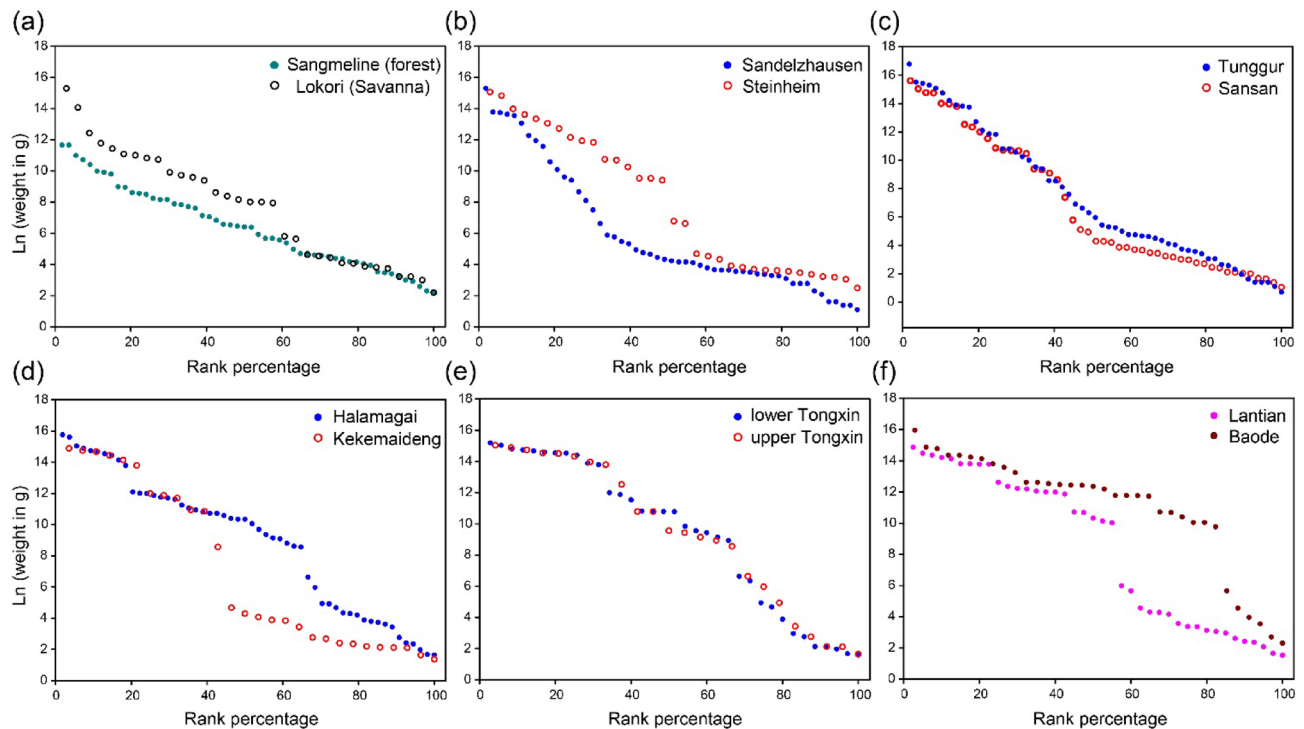 (a)
Sangmeline (forest)
Lokori (Savanna)
18
16
14
12
10
8
6
4
2
0
Ln (weight in g)
0 20 40 60 80 100
Rank percentage
(b)
Sandelzhausen
Steinheim
18
16
14
12
10
8
6
4
2
0
0 20 40 60 80 100
Rank percentage
(c)
Tunggur
Sansan
18
16
14
12
10
8
6
4
2
0
0 20 40 60 80 100
Rank percentage
(d)
Halamagai
Kekemaideng
18
16
14
12
10
8
6
4
2
0
Ln (weight in g)
0 20 40 60 80 100
Rank percentage
(e)
lower Tongxin
upper Tongxin
18
16
14
12
10
8
6
4
2
0
0 20 40 60 80 100
Rank percentage
(f)
Lantian
Baode
18
16
14
12
10
8
6
4
2
0
0 20 40 60 80 100
Rank percentage